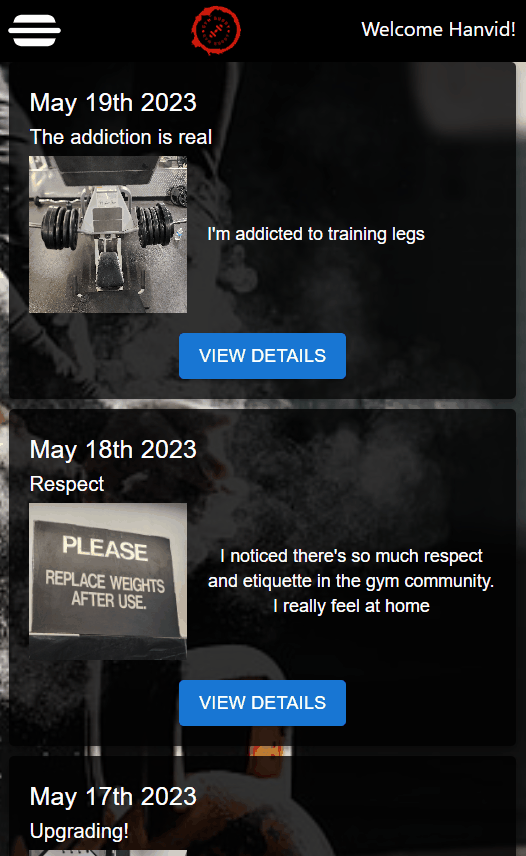 Welcome Hanvid!
May 19th 2023
The addiction is real
I'm addicted to training legs
VIEW DETAILS
May 18th 2023
Respect
PLEASE
REPLACE WEIGHTS
AFTER USE.
I noticed there's so much respect
and etiquette in the gym community.
I really feel at home
VIEW DETAILS
May 17th 2023
Upgrading!